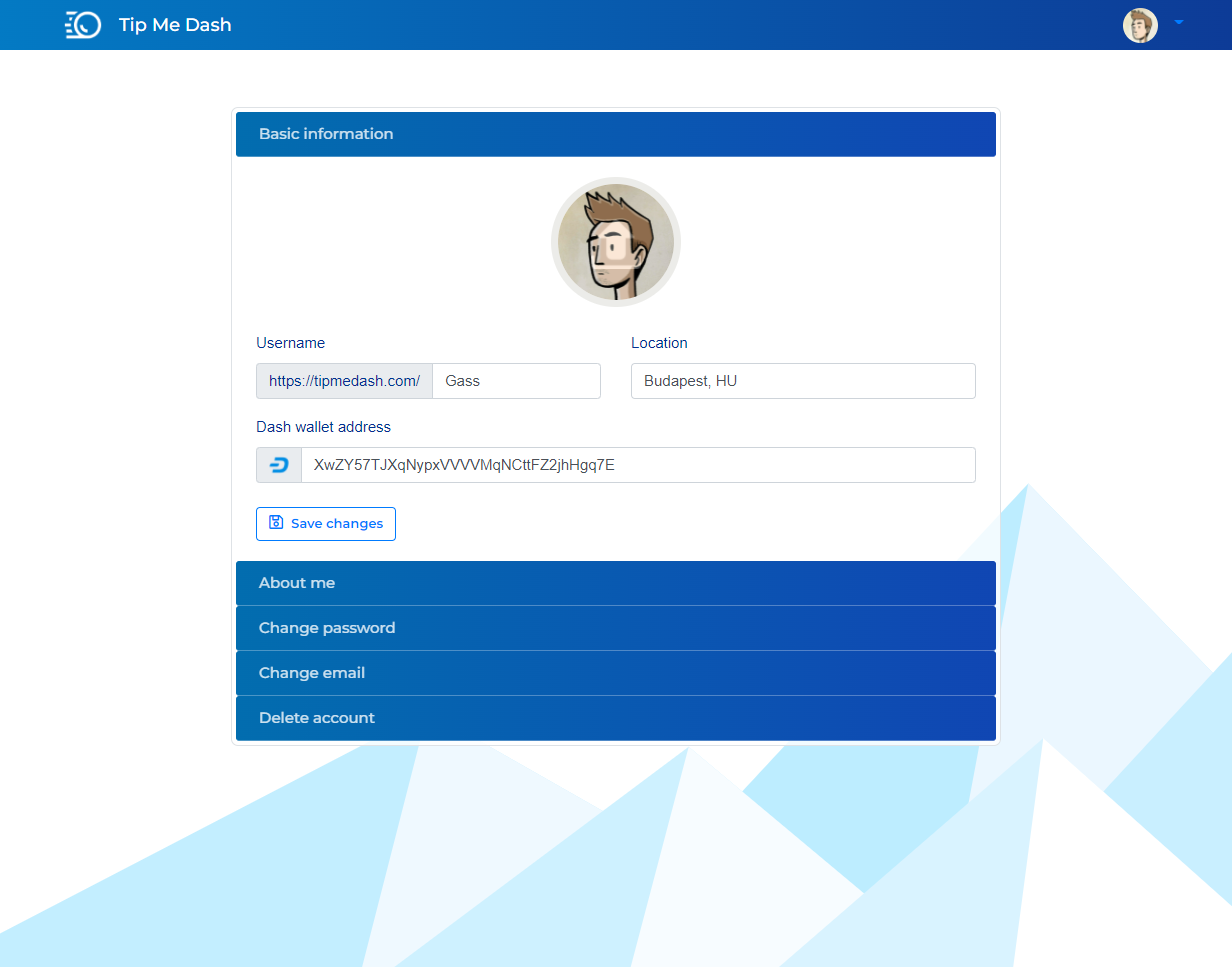 Tip Me Dash
Basic information
Username
Location
https://tipmedash.com/ Gass
Budapest, HU
Dash wallet address
XwZY57TJXqNypxVVVVMqNCttFZ2jhHgq7E
Save changes
About me
Change password
Change email
Delete account